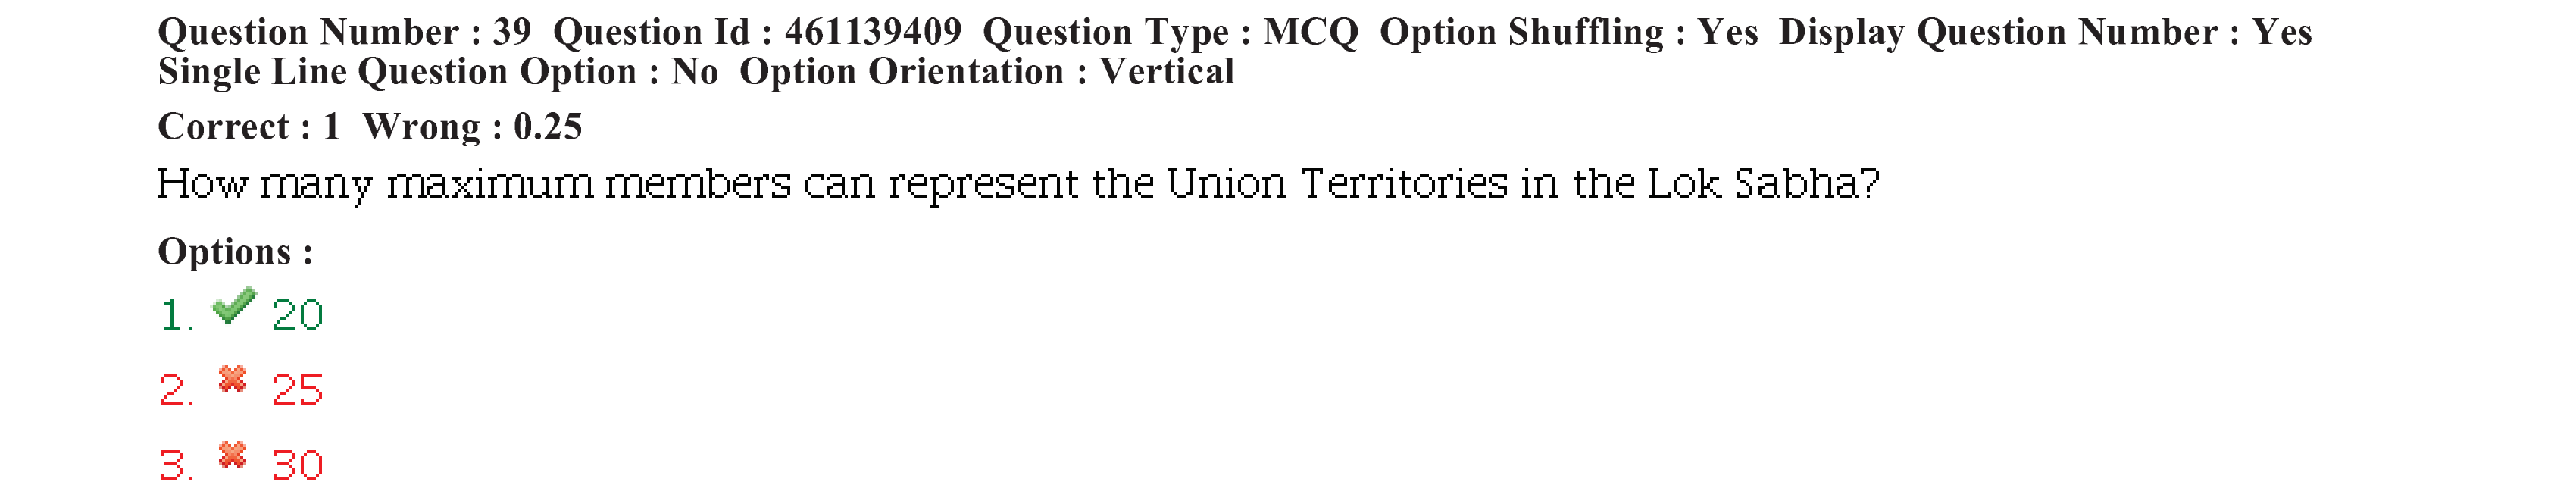 Question Number : 39 Question Id : 461139409 Question Type : MCQ Option Shuffling : Yes Display Question Number : Yes
Single Line Question Option : No Option Orientation : Vertical
Correct : 1 Wrong : 0.25
How many maximum members can represent the Union Territories in the Lok Sabha?
Options :
1. 20
2. 25
3. 30